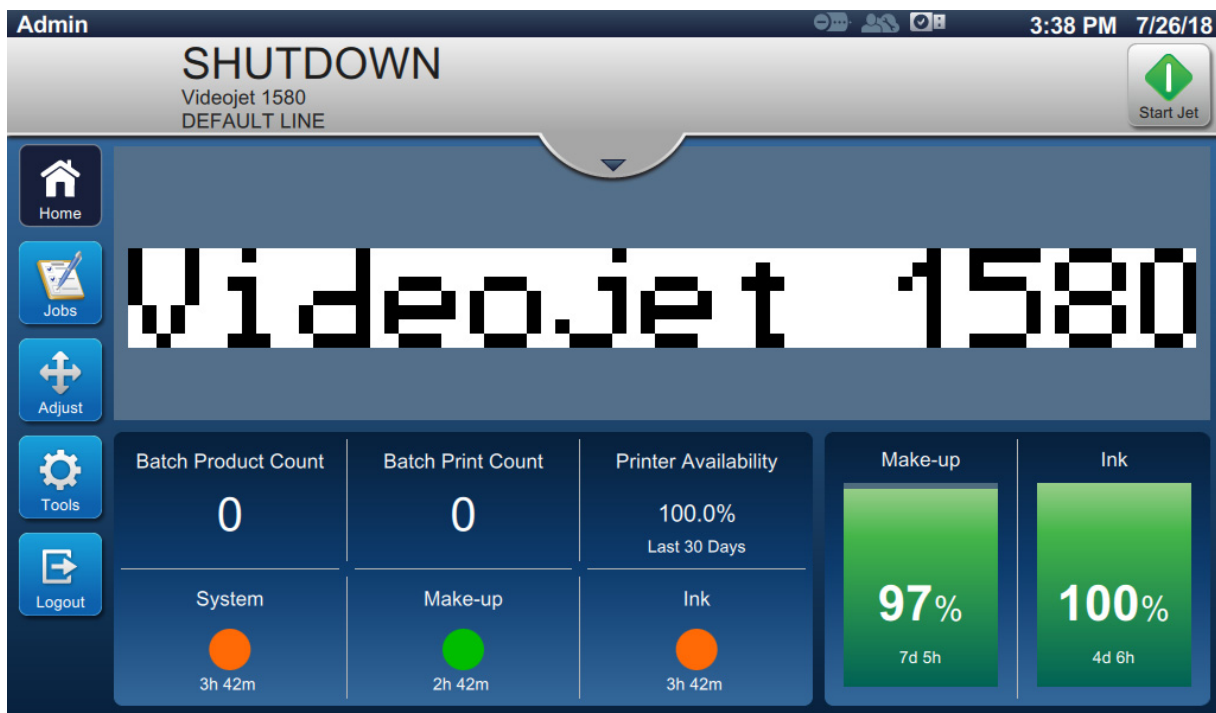 Admin 3:38 PM 7/26/18
SHUTDOWN
Videojet 1580
DEFAULT LINE
Start Jet
Home
Jobs
Adjust
Tools
Logout
Videojet 1580
Batch Product Count
0
Batch Print Count
0
Printer Availability
100.0%
Last 30 Days
System
3h 42m
Make-up
2h 42m
Ink
3h 42m
Make-up
97%
7d 5h
Ink
100%
4d 6h